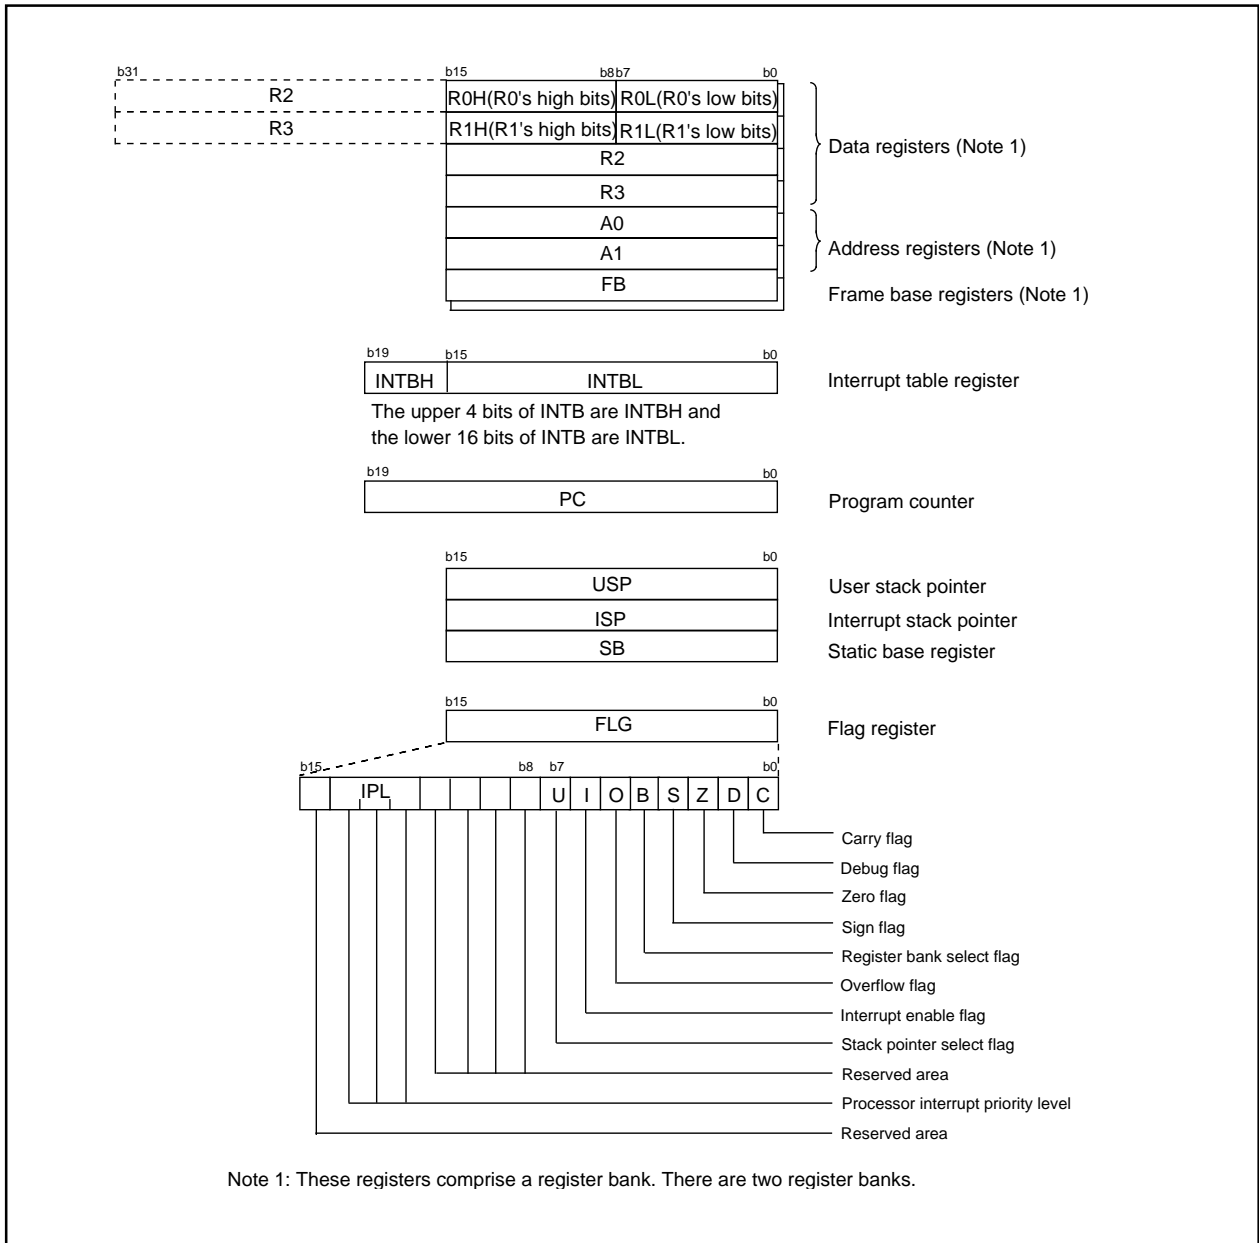 b31 b15 b8b7 b0
R2 R0H(R0's high bits) R0L(R0's low bits)
R3 R1H(R1's high bits) R1L(R1's low bits)
Data registers (Note 1)
R2
R3
A0
A1
Address registers (Note 1)
FB
Frame base registers (Note 1)
b19 b15 b0
INTBH INTBL Interrupt table register
The upper 4 bits of INTB are INTBH and
the lower 16 bits of INTB are INTBL.
b19 b0
PC Program counter
b15 b0
USP User stack pointer
ISP Interrupt stack pointer
SB Static base register
b15 b0
FLG Flag register
b15 b8 b7 b0
IPL U I O B S Z D C
Carry flag
Debug flag
Zero flag
Sign flag
Register bank select flag
Overflow flag
Interrupt enable flag
Stack pointer select flag
Reserved area
Processor interrupt priority level
Reserved area
Note 1: These registers comprise a register bank. There are two register banks.